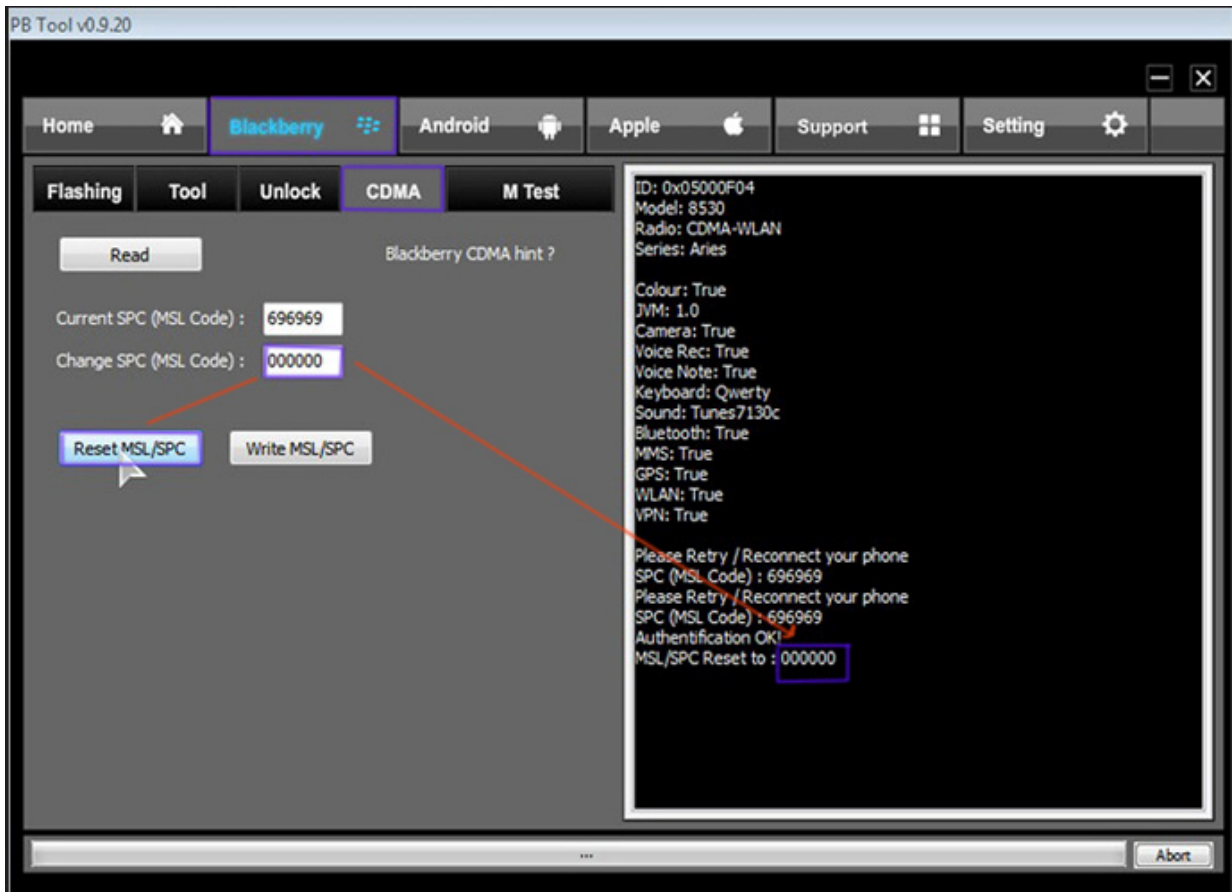 PB Tool v0.9.20
Home Blackberry Android Apple Support Setting
Flashing Tool Unlock CDMA M Test
Read
Blackberry CDMA hint ?
Current SPC (MSL Code) : 696969
Change SPC (MSL Code) : 000000
Reset MSL/SPC Write MSL/SPC
ID: 0x05000F04
Model: 8530
Radio: CDMA-WLAN
Series: Aries
Colour: True
JVM: 1.0
Camera: True
Voice Rec: True
Voice Note: True
Keyboard: Qwerty
Sound: Tunes7130c
Bluetooth: True
MMS: True
GPS: True
WLAN: True
VPN: True
Please Retry / Reconnect your phone
SPC (MSL Code) : 696969
Please Retry / Reconnect your phone
SPC (MSL Code) : 696969
Authentification OK!
MSL/SPC Reset to : 000000
...
Abort